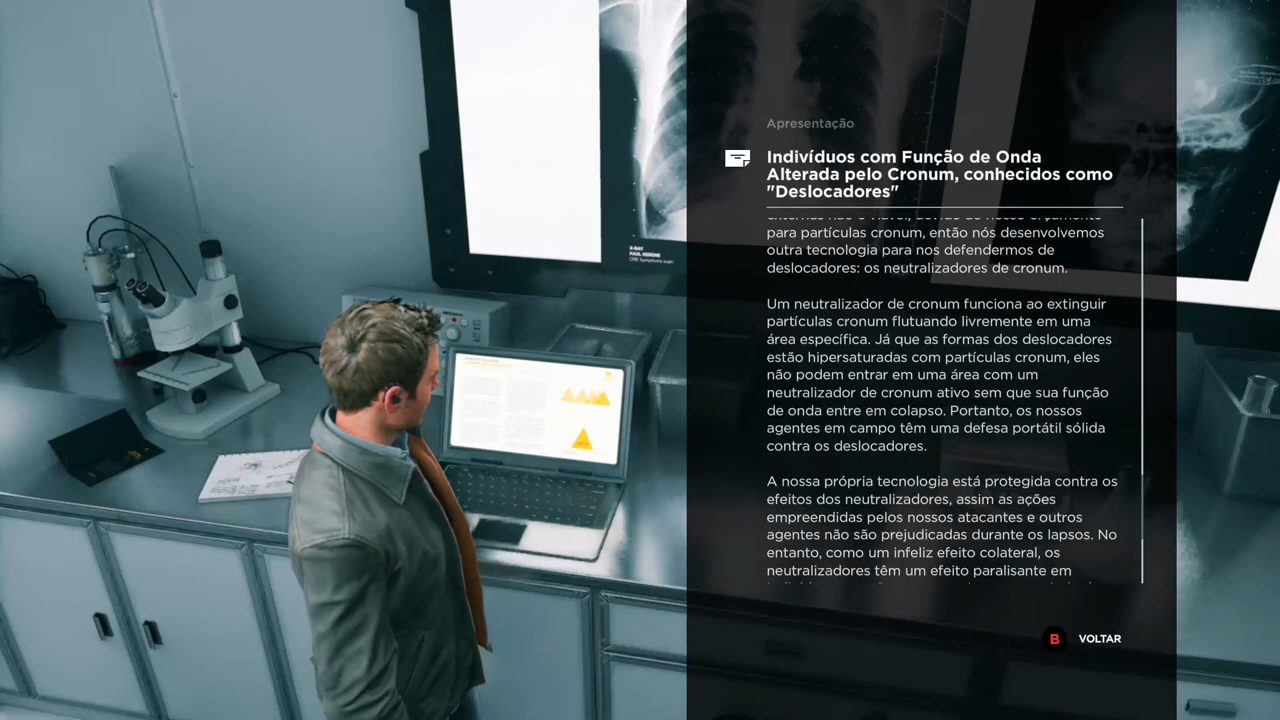 X-RAY
PAUL SERENE
CRE Symptoms scan
Apresentação
Indivíduos com Função de Onda
Alterada pelo Cronum, conhecidos como
"Deslocadores"
para partículas cronum, então nós desenvolvemos
outra tecnologia para nos defendermos de
deslocadores: os neutralizadores de cronum.
Um neutralizador de cronum funciona ao extinguir
partículas cronum flutuando livremente em uma
área específica. Já que as formas dos deslocadores
estão hipersaturadas com partículas cronum, eles
não podem entrar em uma área com um
neutralizador de cronum ativo sem que sua função
de onda entre em colapso. Portanto, os nossos
agentes em campo têm uma defesa portátil sólida
contra os deslocadores.
A nossa própria tecnologia está protegida contra os
efeitos dos neutralizadores, assim as ações
empreendidas pelos nossos atacantes e outros
agentes não são prejudicadas durante os lapsos. No
entanto, como um infeliz efeito colateral, os
neutralizadores têm um efeito paralisante em
B VOLTAR